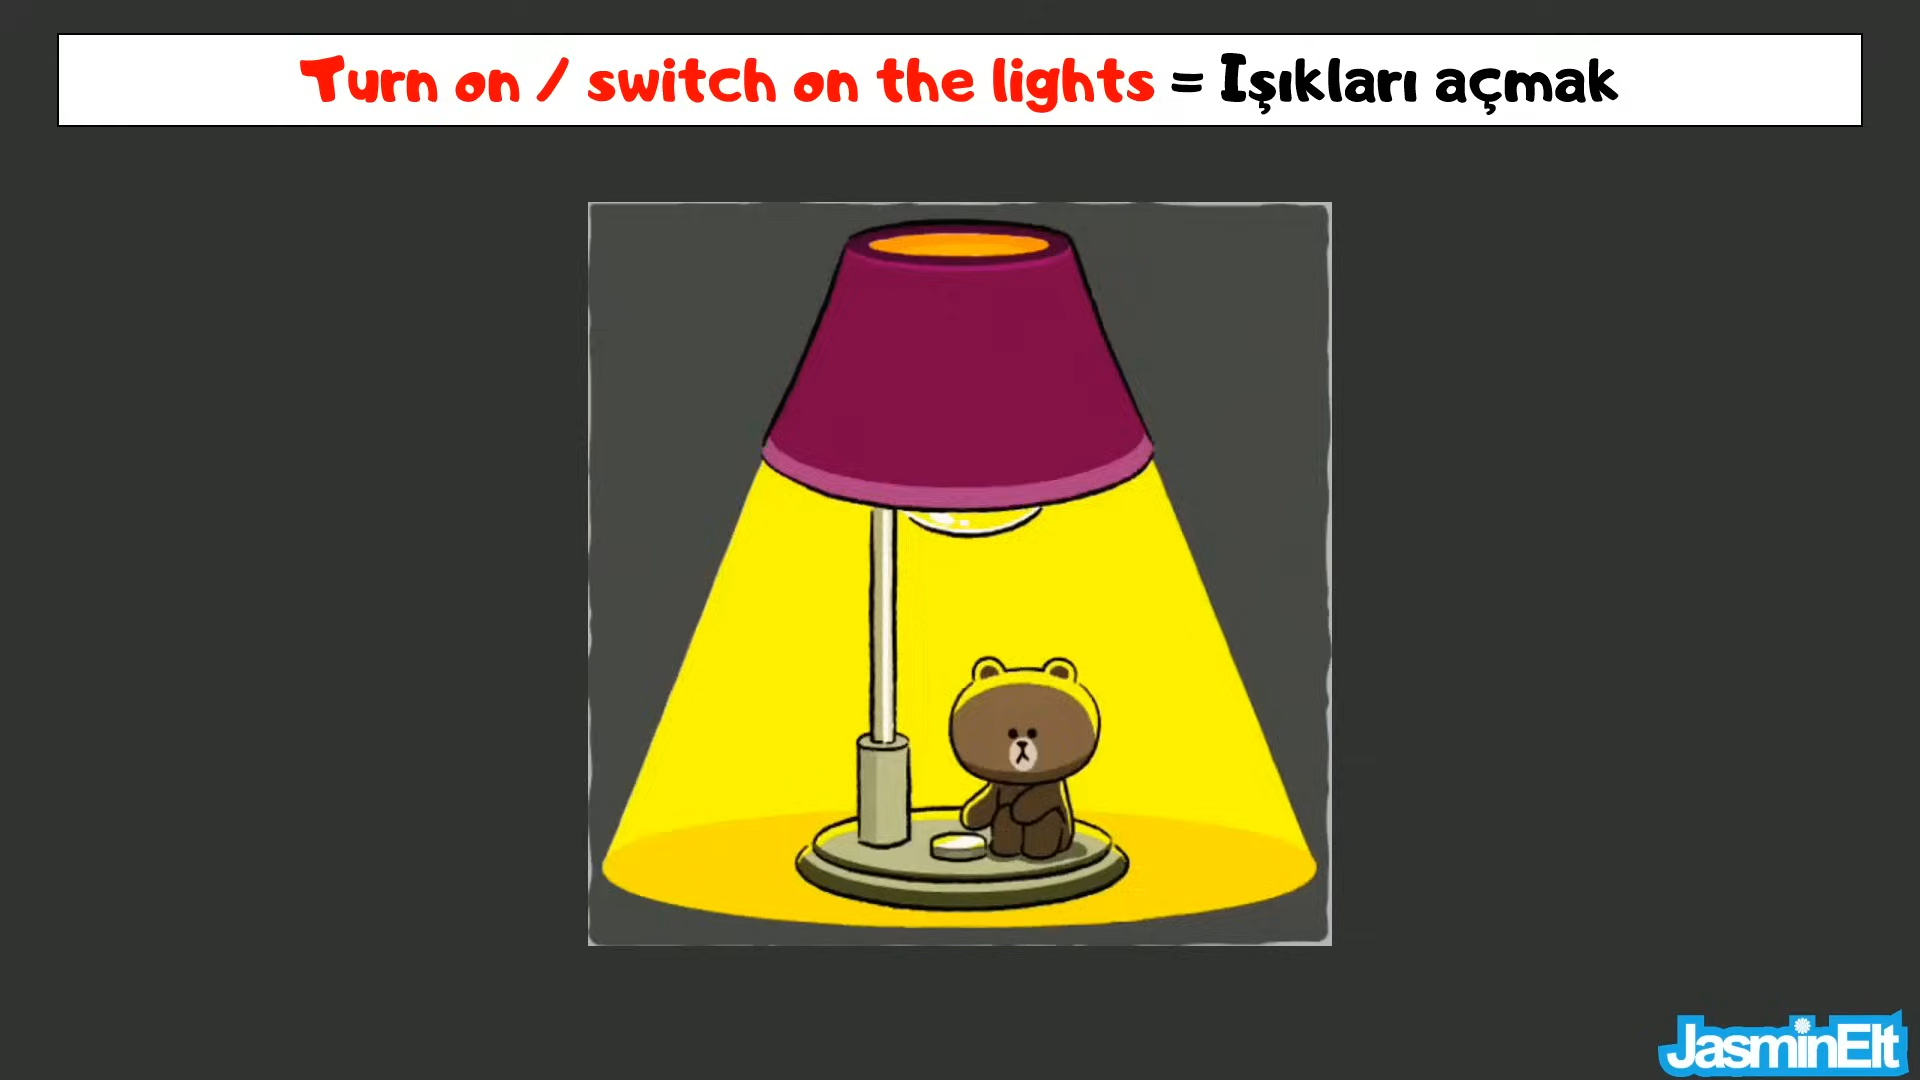 Turn on / switch on the lights = Işıkları açmak
JasminElt